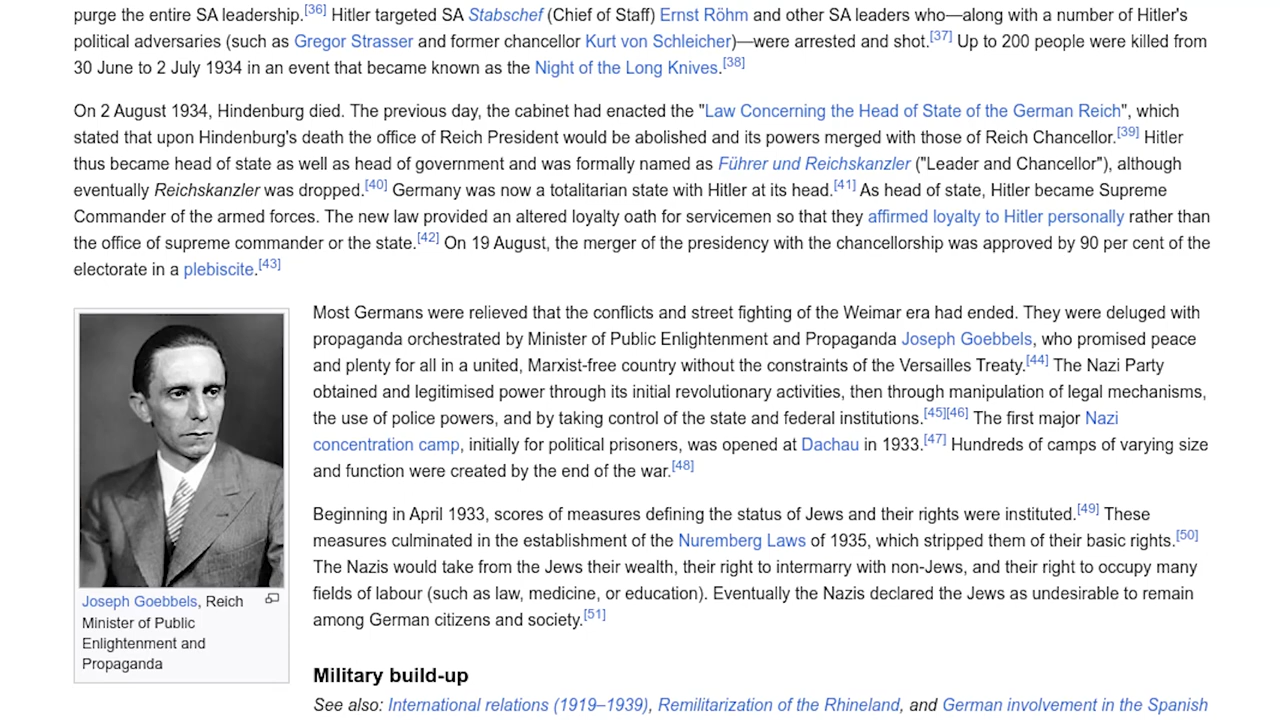 purge the entire SA leadership.[36] Hitler targeted SA Stabschef (Chief of Staff) Ernst Röhm and other SA leaders who—along with a number of Hitler's
political adversaries (such as Gregor Strasser and former chancellor Kurt von Schleicher)—were arrested and shot.[37] Up to 200 people were killed from
30 June to 2 July 1934 in an event that became known as the Night of the Long Knives.[38]
On 2 August 1934, Hindenburg died. The previous day, the cabinet had enacted the "Law Concerning the Head of State of the German Reich", which
stated that upon Hindenburg's death the office of Reich President would be abolished and its powers merged with those of Reich Chancellor.[39] Hitler
thus became head of state as well as head of government and was formally named as Führer und Reichskanzler ("Leader and Chancellor"), although
eventually Reichskanzler was dropped.[40] Germany was now a totalitarian state with Hitler at its head.[41] As head of state, Hitler became Supreme
Commander of the armed forces. The new law provided an altered loyalty oath for servicemen so that they affirmed loyalty to Hitler personally rather than
the office of supreme commander or the state.[42] On 19 August, the merger of the presidency with the chancellorship was approved by 90 per cent of the
electorate in a plebiscite.[43]
Most Germans were relieved that the conflicts and street fighting of the Weimar era had ended. They were deluged with
propaganda orchestrated by Minister of Public Enlightenment and Propaganda Joseph Goebbels, who promised peace
and plenty for all in a united, Marxist-free country without the constraints of the Versailles Treaty.[44] The Nazi Party
obtained and legitimised power through its initial revolutionary activities, then through manipulation of legal mechanisms,
the use of police powers, and by taking control of the state and federal institutions.[45][46] The first major Nazi
concentration camp, initially for political prisoners, was opened at Dachau in 1933.[47] Hundreds of camps of varying size
and function were created by the end of the war.[48]
Beginning in April 1933, scores of measures defining the status of Jews and their rights were instituted.[49] These
measures culminated in the establishment of the Nuremberg Laws of 1935, which stripped them of their basic rights.[50]
The Nazis would take from the Jews their wealth, their right to intermarry with non-Jews, and their right to occupy many
fields of labour (such as law, medicine, or education). Eventually the Nazis declared the Jews as undesirable to remain
among German citizens and society.[51]
Joseph Goebbels, Reich
Minister of Public
Enlightenment and
Propaganda
Military build-up
See also: International relations (1919–1939), Remilitarization of the Rhineland, and German involvement in the Spanish